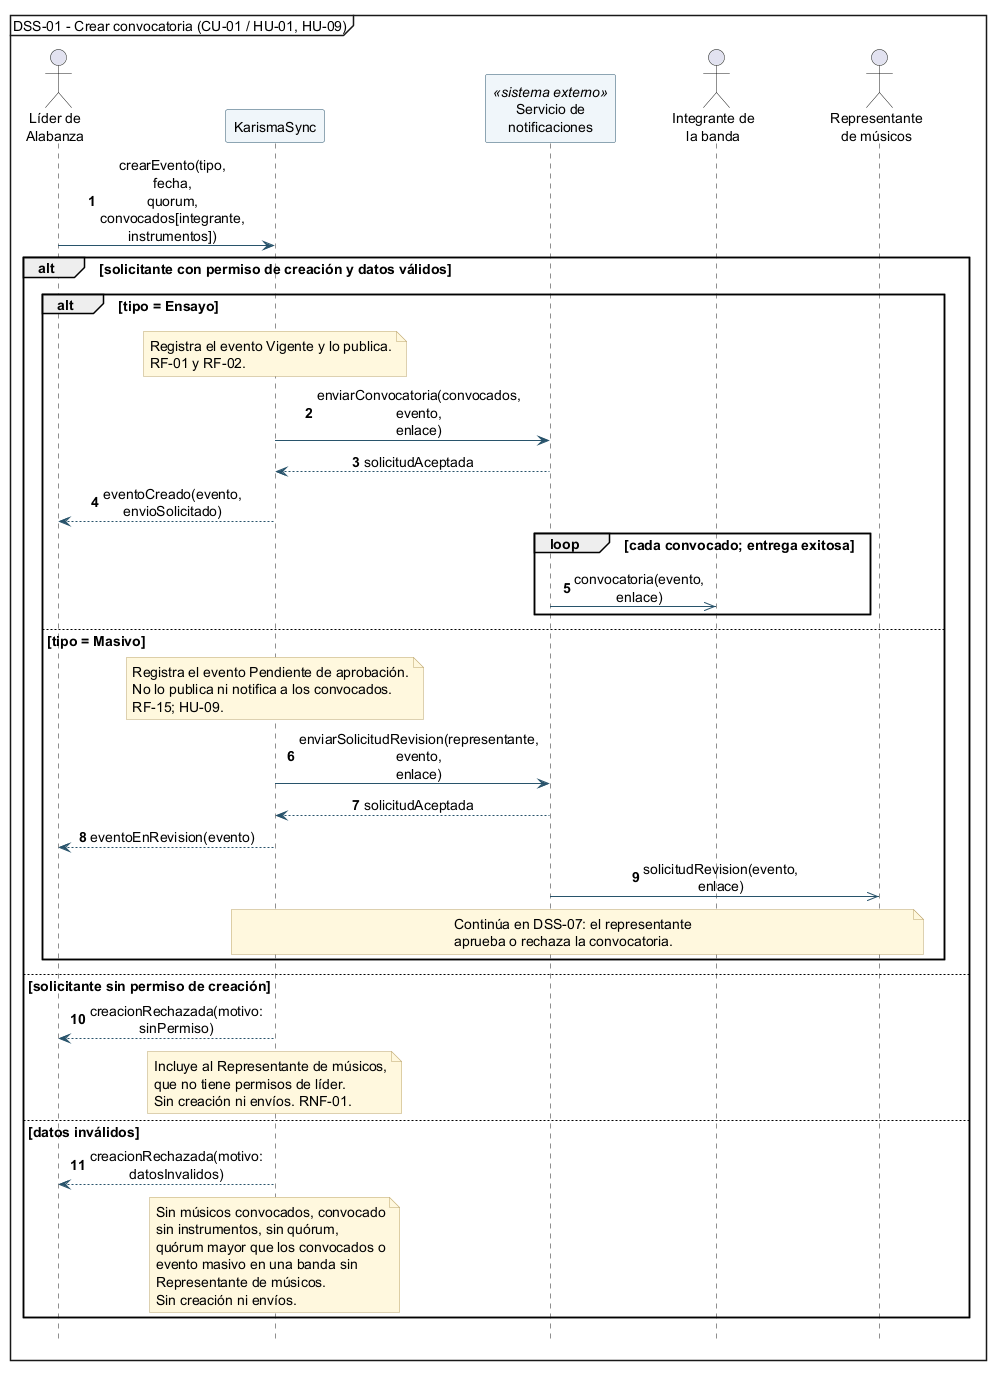 DSS-01 - Crear convocatoria (CU-01 / HU-01, HU-09)
Líder de
Alabanza
KarismaSync
«sistema externo»
Servicio de
notificaciones
Integrante de
la banda
Representante
de músicos
1 crearEvento(tipo,
fecha,
quorum,
convocados[integrante,
instrumentos])
alt [solicitante con permiso de creación y datos válidos]
alt [tipo = Ensayo]
Registra el evento Vigente y lo publica.
RF-01 y RF-02.
2 enviarConvocatoria(convocados,
evento,
enlace)
3 solicitudAceptada
4 eventoCreado(evento,
envioSolicitado)
loop [cada convocado; entrega exitosa]
5 convocatoria(evento,
enlace)
[tipo = Masivo]
Registra el evento Pendiente de aprobación.
No lo publica ni notifica a los convocados.
RF-15; HU-09.
6 enviarSolicitudRevision(representante,
evento,
enlace)
7 solicitudAceptada
8 eventoEnRevision(evento)
9 solicitudRevision(evento,
enlace)
Continúa en DSS-07: el representante
aprueba o rechaza la convocatoria.
[solicitante sin permiso de creación]
10 creacionRechazada(motivo:
sinPermiso)
Incluye al Representante de músicos,
que no tiene permisos de líder.
Sin creación ni envíos. RNF-01.
[datos inválidos]
11 creacionRechazada(motivo:
datosInvalidos)
Sin músicos convocados, convocado
sin instrumentos, sin quórum,
quórum mayor que los convocados o
evento masivo en una banda sin
Representante de músicos.
Sin creación ni envíos.